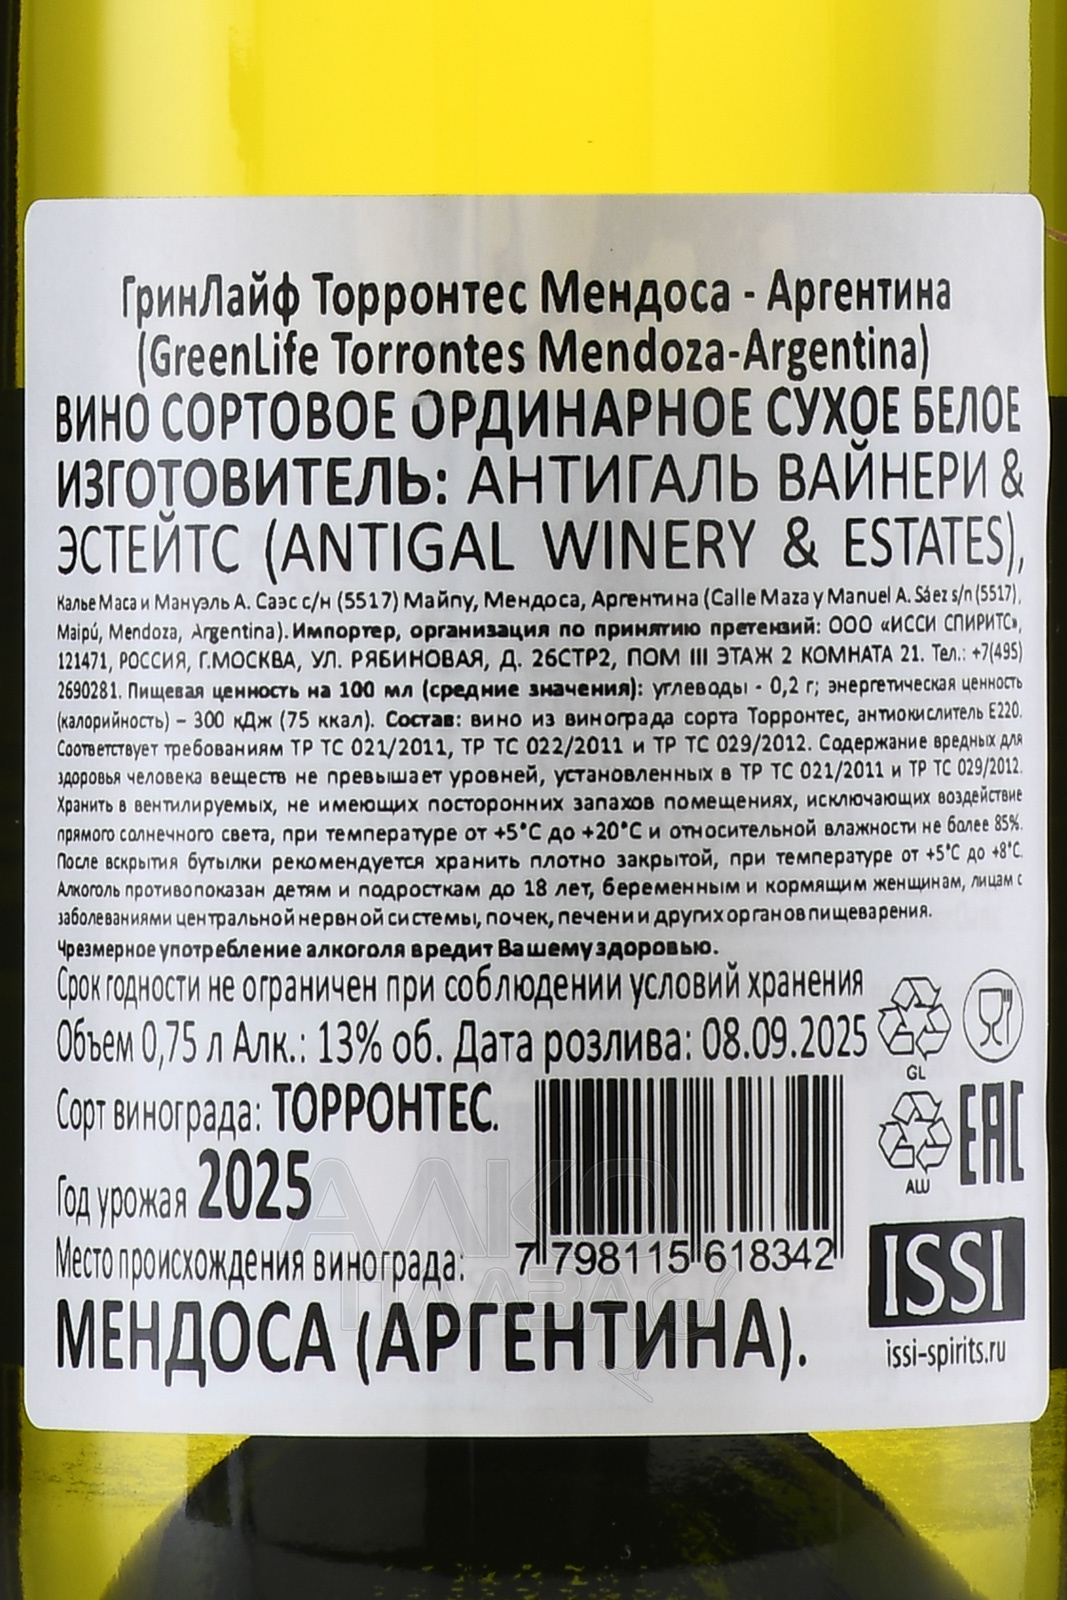 ГринЛайф Торронтес Мендоса - Аргентина
(GreenLife Torrontes Mendoza-Argentina)
ВИНО СОРТОВОЕ ОРДИНАРНОЕ СУХОЕ БЕЛОЕ
ИЗГОТОВИТЕЛЬ: АНТИГАЛЬ ВАЙНЕРИ &
ЭСТЕЙТС (ANTIGAL WINERY & ESTATES),
Калье Маса и Мануэль А. Саэс с/н (5517) Майпу, Мендоса, Аргентина (Calle Maza y Manuel A. Sáez s/n (5517),
Maipú, Mendoza, Argentina). Импортер, организация по принятию претензий: ООО «ИССИ СПИРИТС»,
121471, РОССИЯ, Г.МОСКВА, УЛ. РЯБИНОВАЯ, Д. 26СТР2, ПОМ III ЭТАЖ 2 КОМНАТА 21. Тел.: +7(495)
2690281. Пищевая ценность на 100 мл (средние значения): углеводы - 0,2 г; энергетическая ценность
(калорийность) – 300 кДж (75 ккал). Состав: вино из винограда сорта Торронтес, антиокислитель Е220.
Соответствует требованиям ТР ТС 021/2011, ТР ТС 022/2011 и ТР ТС 029/2012. Содержание вредных для
здоровья человека веществ не превышает уровней, установленных в ТР ТС 021/2011 и ТР ТС 029/2012.
Хранить в вентилируемых, не имеющих посторонних запахов помещениях, исключающих воздействие
прямого солнечного света, при температуре от +5°С до +20°С и относительной влажности не более 85%.
После вскрытия бутылки рекомендуется хранить плотно закрытой, при температуре от +5°С до +8°С.
Алкоголь противопоказан детям и подросткам до 18 лет, беременным и кормящим женщинам, лицам с
заболеваниями центральной нервной системы, почек, печени и других органов пищеварения.
Чрезмерное употребление алкоголя вредит Вашему здоровью.
Срок годности не ограничен при соблюдении условий хранения
Объем 0,75 л Алк.: 13% об. Дата розлива: 08.09.2025
GL
Сорт винограда: ТОРРОНТЕС.
EAC
ALU
Год урожая 2025
Место происхождения винограда:
7 798115 618342
МЕНДОСА (АРГЕНТИНА).
ISSI
issi-spirits.ru
АЛКО
ПЛАЗА